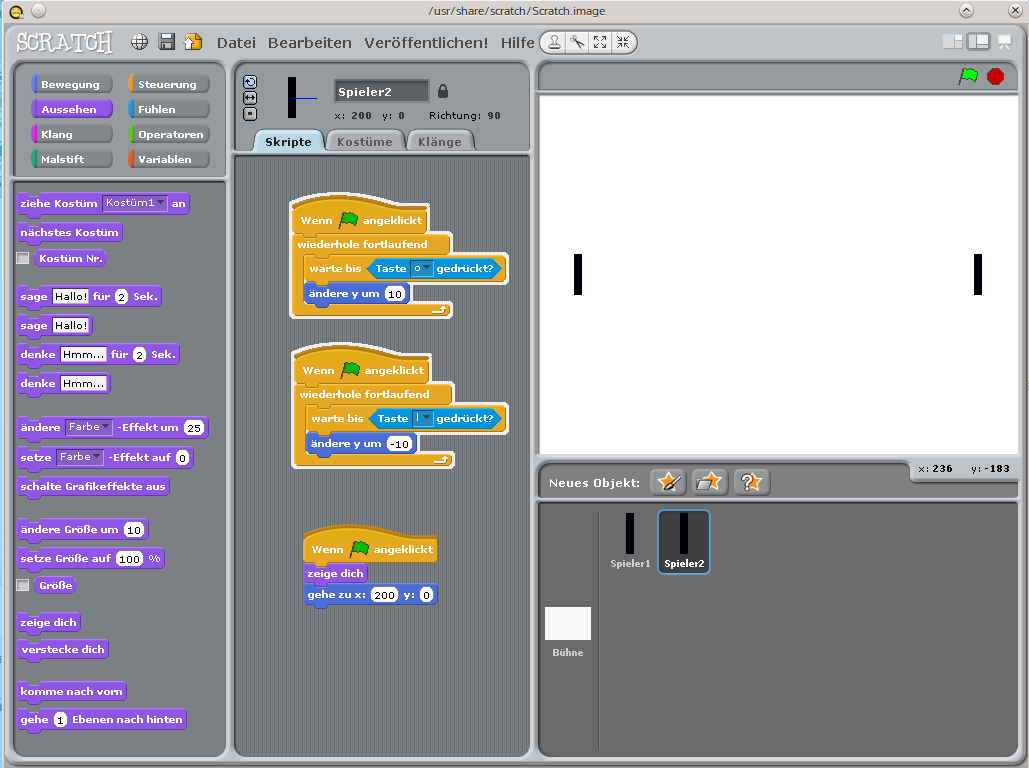 /usr/share/scratch/Scratch.image
SCRATCH
Datei Bearbeiten Veröffentlichen! Hilfe
Bewegung Steuerung
Aussehen Fühlen
Klang Operatoren
Malstift Variablen
ziehe Kostüm Kostüm1 an
nächstes Kostüm
Kostüm Nr.
sage Hallo! für 2 Sek.
sage Hallo!
denke Hmm... für 2 Sek.
denke Hmm...
ändere Farbe -Effekt um 25
setze Farbe -Effekt auf 0
schalte Grafikeffekte aus
ändere Größe um 10
setze Größe auf 100 %
Größe
zeige dich
verstecke dich
komme nach vorn
gehe 1 Ebenen nach hinten
Spieler2
x: 200 y: 0 Richtung: 90
Skripte Kostüme Klänge
Wenn angeklickt
wiederhole fortlaufend
warte bis Taste o gedrückt?
ändere y um 10
Wenn angeklickt
wiederhole fortlaufend
warte bis Taste l gedrückt?
ändere y um -10
Wenn angeklickt
zeige dich
gehe zu x: 200 y: 0
x: 236 y: -183
Neues Objekt:
Spieler1 Spieler2
Bühne